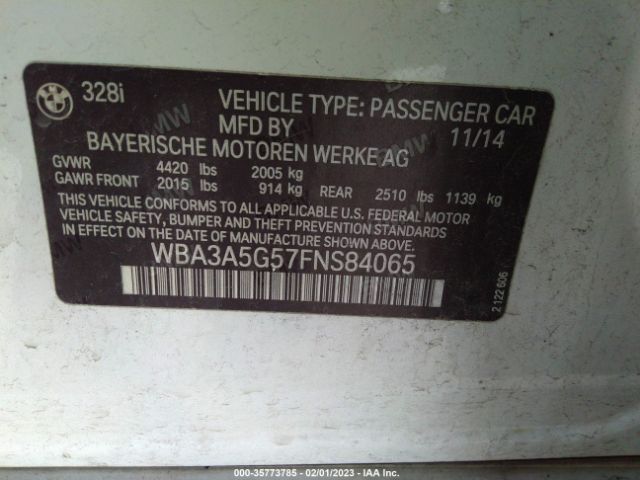 328i
VEHICLE TYPE: PASSENGER CAR
MFD BY 11/14
BAYERISCHE MOTOREN WERKE AG
GVWR 4420 lbs 2005 kg
GAWR FRONT 2015 lbs 914 kg REAR 2510 lbs 1139 kg
THIS VEHICLE CONFORMS TO ALL APPLICABLE U.S. FEDERAL MOTOR
VEHICLE SAFETY, BUMPER AND THEFT PREVENTION STANDARDS
IN EFFECT ON THE DATE OF MANUFACTURE SHOWN ABOVE.
WBA3A5G57FNS84065
2 122 606
000-35773785 - 02/01/2023 - IAA Inc.